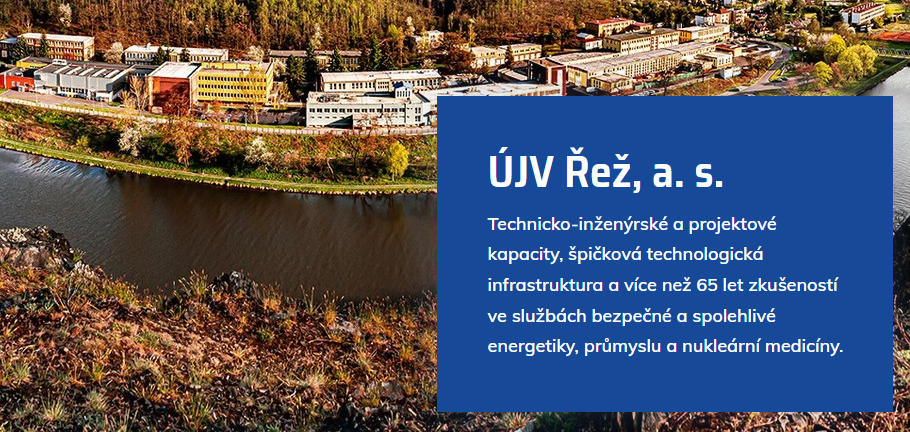 ÚJV Řež, a. s.
Technicko-inženýrské a projektové
kapacity, špičková technologická
infrastruktura a více než 65 let zkušeností
ve službách bezpečné a spolehlivé
energetiky, průmyslu a nukleární medicíny.